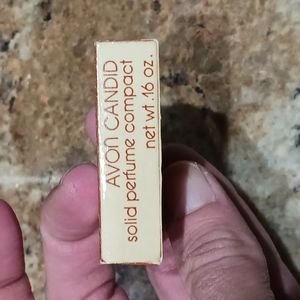 AVON CANDID
solid perfume compact
net wt. .16 oz.